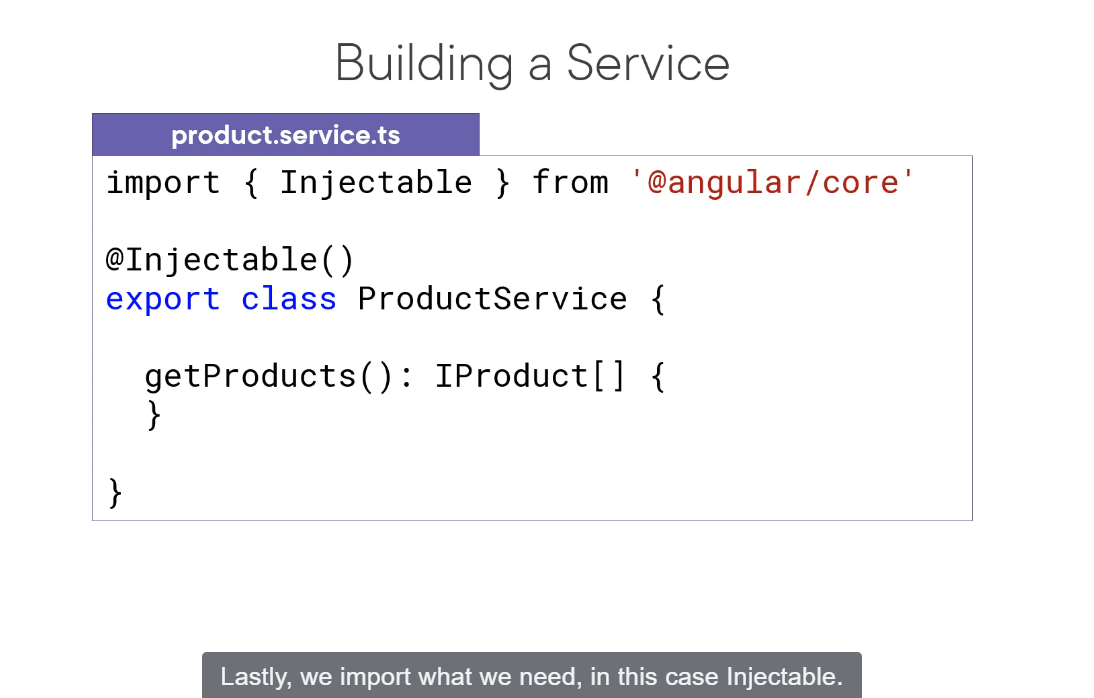 Building a Service
product.service.ts
import { Injectable } from '@angular/core'
@Injectable()
export class ProductService {
getProducts(): IProduct[] {
}
}
Lastly, we import what we need, in this case Injectable.